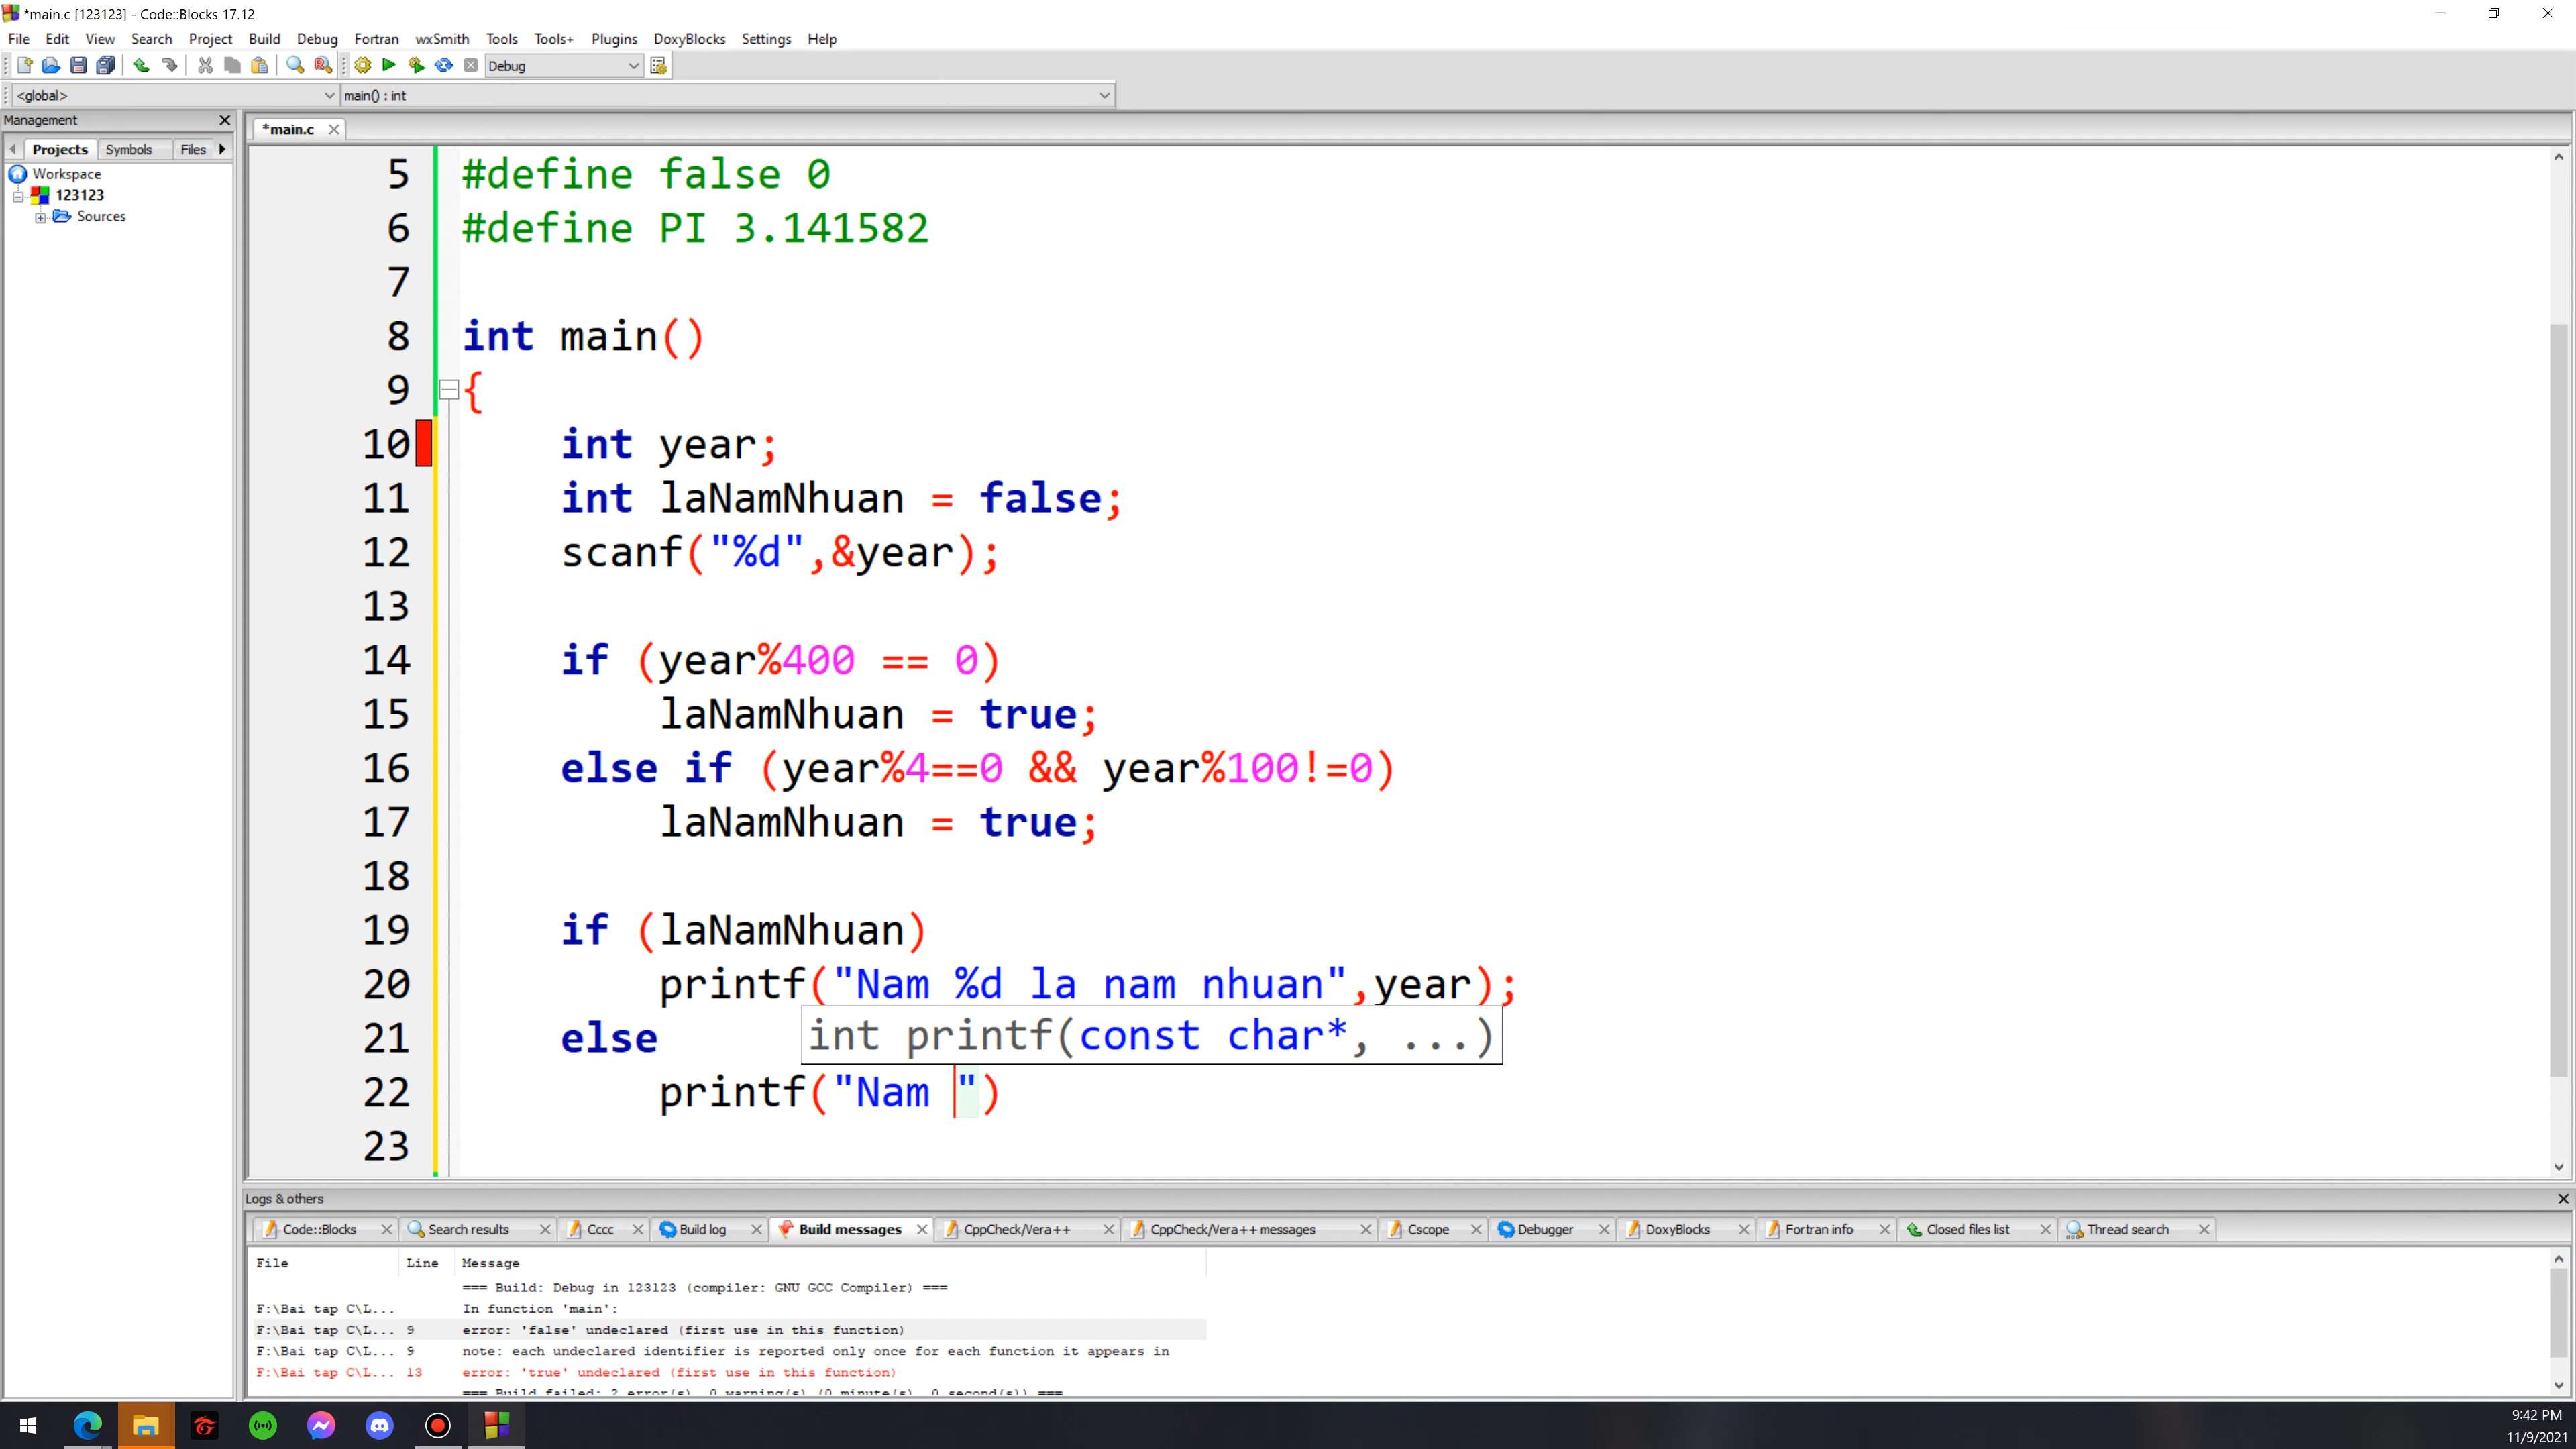 *main.c [123123] - Code::Blocks 17.12
File Edit View Search Project Build Debug Fortran wxSmith Tools Tools+ Plugins DoxyBlocks Settings Help
Debug
<global> main() : int
Management
Projects Symbols Files
Workspace
123123
Sources
*main.c
5 #define false 0
6 #define PI 3.141582
7
8 int main()
9 {
10 int year;
11 int laNamNhuan = false;
12 scanf("%d",&year);
13
14 if (year%400 == 0)
15 laNamNhuan = true;
16 else if (year%4==0 && year%100!=0)
17 laNamNhuan = true;
18
19 if (laNamNhuan)
20 printf("Nam %d la nam nhuan",year);
int printf(const char*, ...)
21 else
22 printf("Nam ")
23
Logs & others
Code::Blocks Search results Cccc Build log Build messages CppCheck/Vera++ CppCheck/Vera++ messages Cscope Debugger DoxyBlocks Fortran info Closed files list Thread search
File Line Message
=== Build: Debug in 123123 (compiler: GNU GCC Compiler) ===
F:\Bai tap C\L... In function 'main':
F:\Bai tap C\L... 9 error: 'false' undeclared (first use in this function)
F:\Bai tap C\L... 9 note: each undeclared identifier is reported only once for each function it appears in
F:\Bai tap C\L... 13 error: 'true' undeclared (first use in this function)
=== Build failed: 2 error(s), 0 warning(s) (0 minute(s), 0 second(s)) ===
9:42 PM
11/9/2021